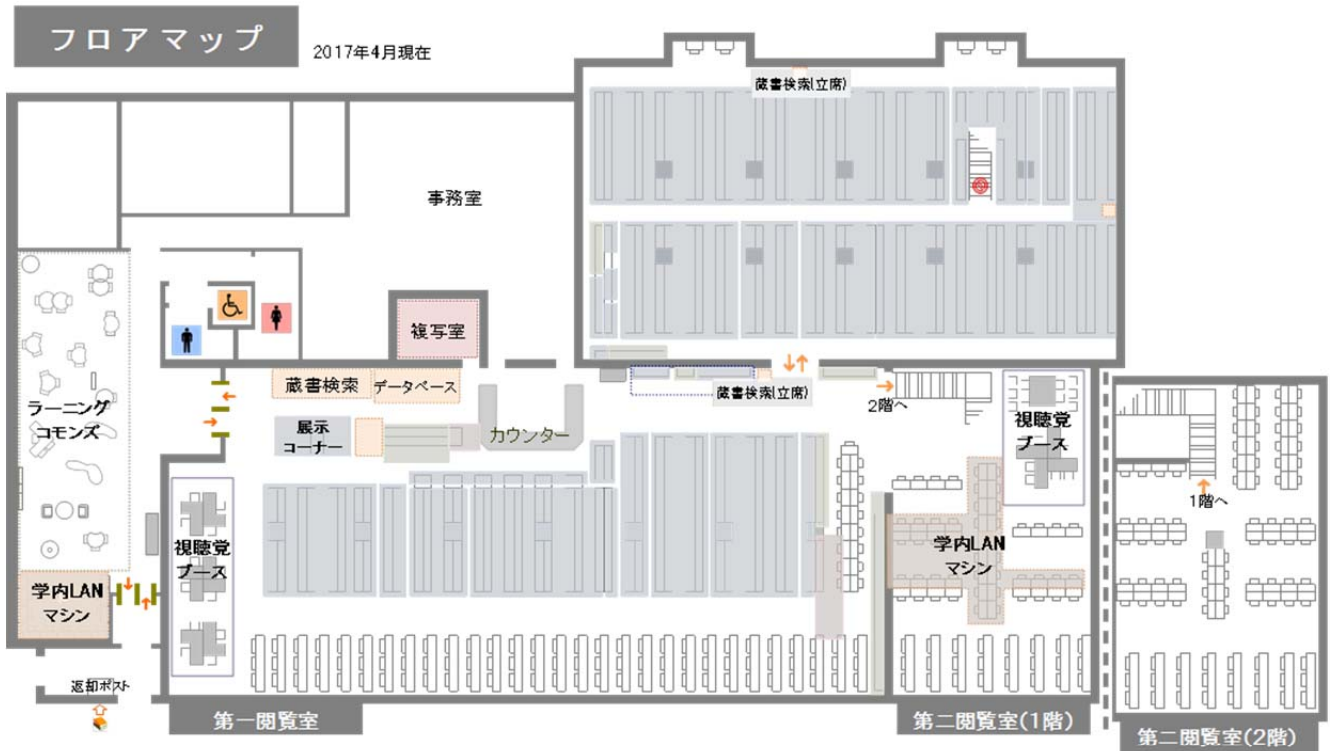 フロアマップ
2017年4月現在
蔵書検索(立席)
事務室
複写室
蔵書検索
データベース
蔵書検索(立席)
2階へ
視聴覚
ブース
ラーニング
コモンズ
展示
コーナー
カウンター
1階へ
視聴覚
ブース
学内LAN
マシン
学内LAN
マシン
返却ポスト
第一閲覧室
第二閲覧室(1階)
第二閲覧室(2階)